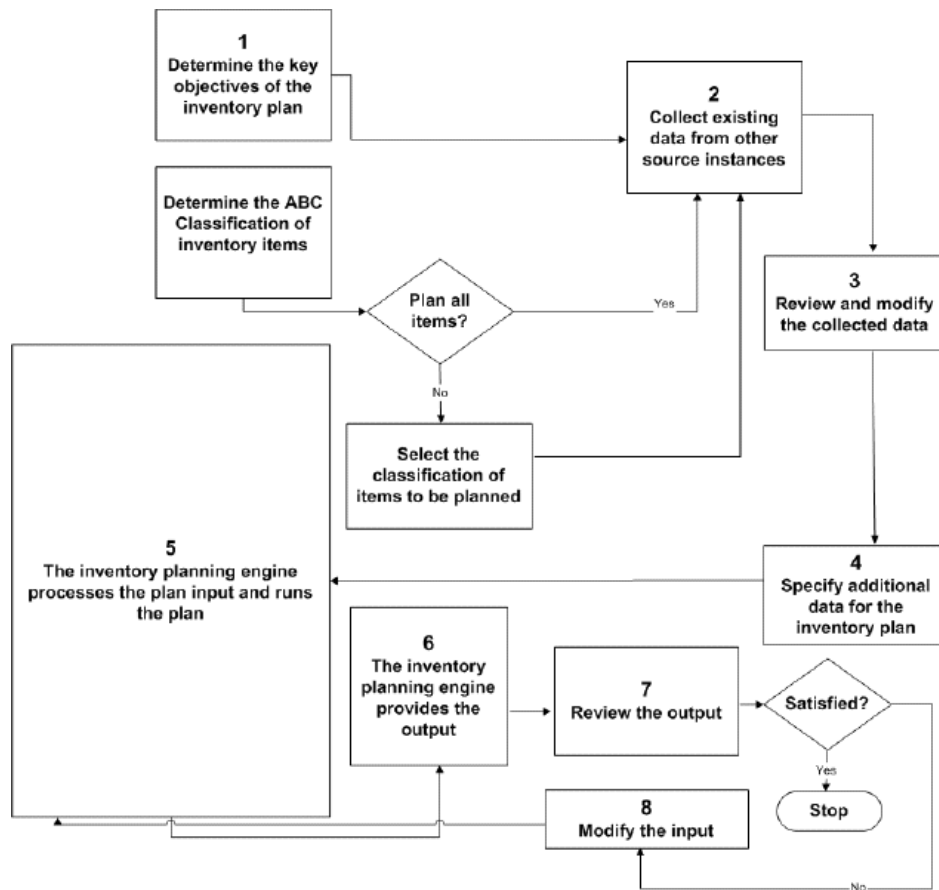 1
Determine the key
objectives of the
inventory plan
2
Collect existing
data from other
source instances
Determine the ABC
Classification of
inventory items
Plan all
items?
Yes
No
3
Review and modify
the collected data
Select the
classification of
items to be planned
5
The inventory planning engine
processes the plan input and runs
the plan
4
Specify additional
data for the
inventory plan
6
The inventory
planning engine
provides the
output
7
Review the output
Satisfied?
Yes
Stop
8
Modify the input
No